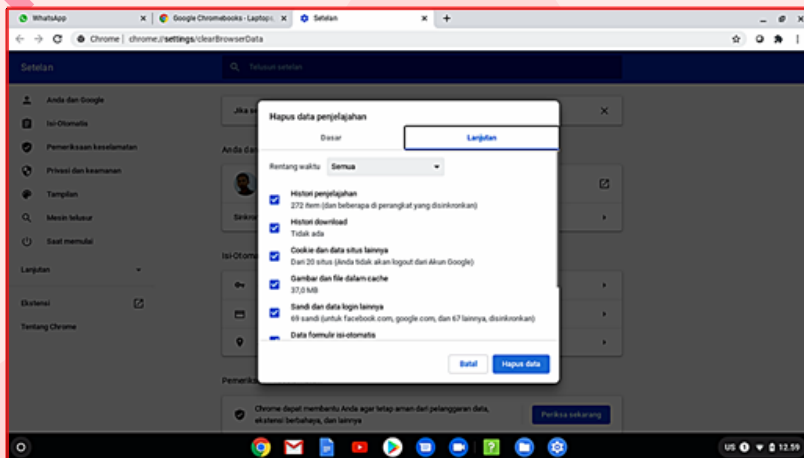 WhatsApp
Google Chromebooks - Laptops,
Setelan
Chrome | chrome://settings/clearBrowserData
Setelan
Telusuri setelan
Anda dan Google
Isi-Otomatis
Pemeriksaan keselamatan
Privasi dan keamanan
Tampilan
Mesin telusur
Saat memulai
Lanjutan
Ekstensi
Tentang Chrome
Jika se
Anda dan
Sinkron
Isi-Otoma
Pemeriks
Hapus data penjelajahan
Dasar
Lanjutan
Rentang waktu Semua
Histori penjelajahan
272 item (dan beberapa di perangkat yang disinkronkan)
Histori download
Tidak ada
Cookie dan data situs lainnya
Dari 20 situs (Anda tidak akan logout dari Akun Google)
Gambar dan file dalam cache
37,0 MB
Sandi dan data login lainnya
69 sandi (untuk facebook.com, google.com, dan 67 lainnya, disinkronkan)
Data formulir isi-otomatis
Batal
Hapus data
Chrome dapat membantu Anda agar tetap aman dari pelanggaran data,
ekstensi berbahaya, dan lainnya
Periksa sekarang
US 12.59